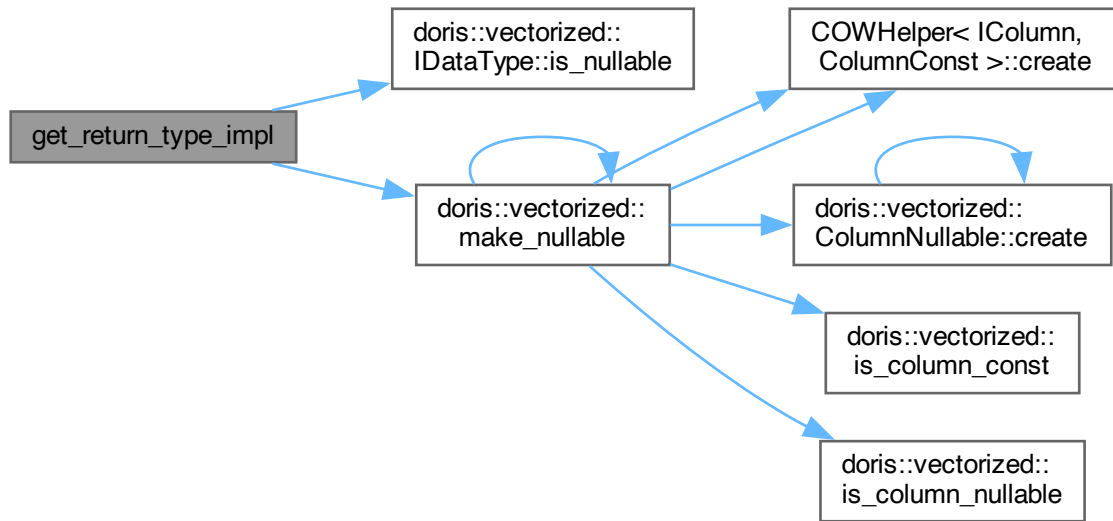 get_return_type_impl
doris::vectorized::
IDataType::is_nullable
doris::vectorized::
make_nullable
COWHelper< IColumn,
ColumnConst >::create
doris::vectorized::
ColumnNullable::create
doris::vectorized::
is_column_const
doris::vectorized::
is_column_nullable